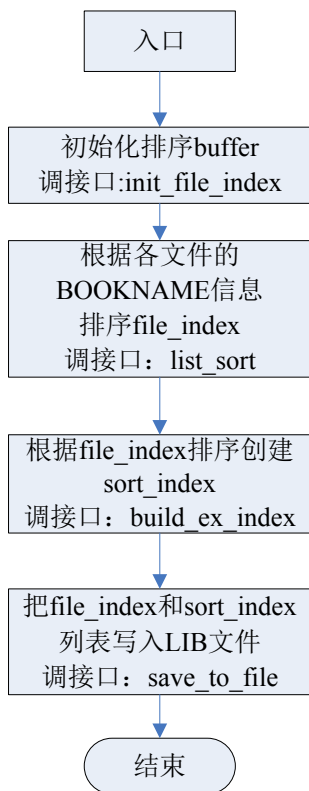 入口
初始化排序buffer
调接口:init_file_index
根据各文件的
BOOKNAME信息
排序file_index
调接口：list_sort
根据file_index排序创建
sort_index
调接口：build_ex_index
把file_index和sort_index
列表写入LIB文件
调接口：save_to_file
结束